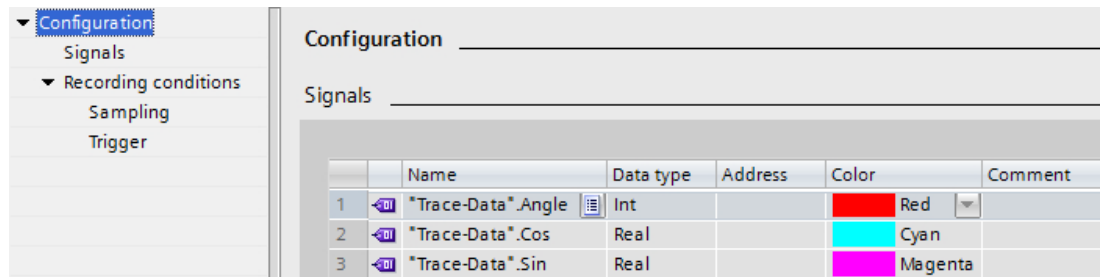 Configuration
Signals
Recording conditions
Sampling
Trigger
Configuration
Signals
Name Data type Address Color Comment
1 "Trace-Data".Angle Int Red
2 "Trace-Data".Cos Real Cyan
3 "Trace-Data".Sin Real Magenta